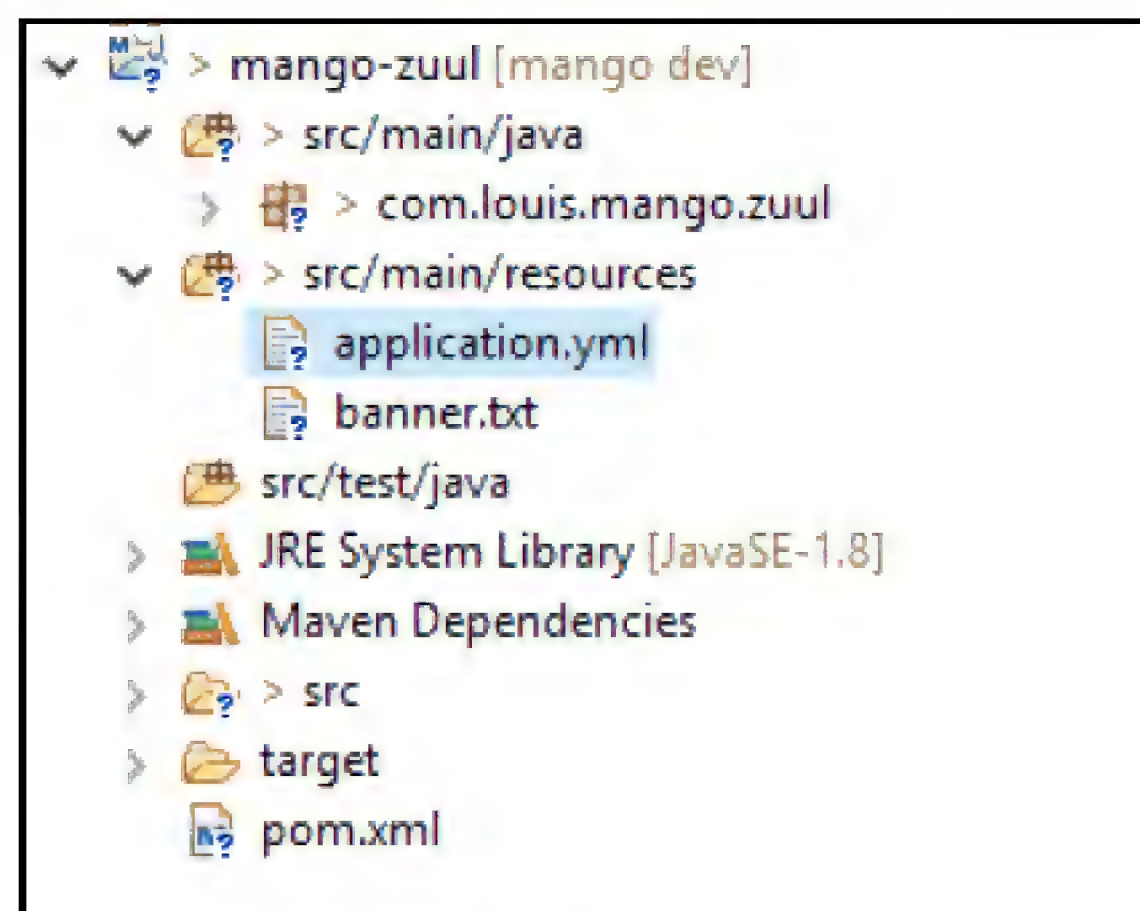 > mango-zuul [mango dev]
> src/main/java
> com.louis.mango.zuul
> src/main/resources
application.yml
banner.txt
src/test/java
JRE System Library [JavaSE-1.8]
Maven Dependencies
> src
target
pom.xml